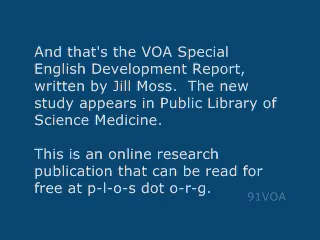 And that's the VOA Special
English Development Report,
written by Jill Moss.  The new
study appears in Public Library of
Science Medicine.

This is an online research
publication that can be read for
free at p-l-o-s dot o-r-g.
91VOA